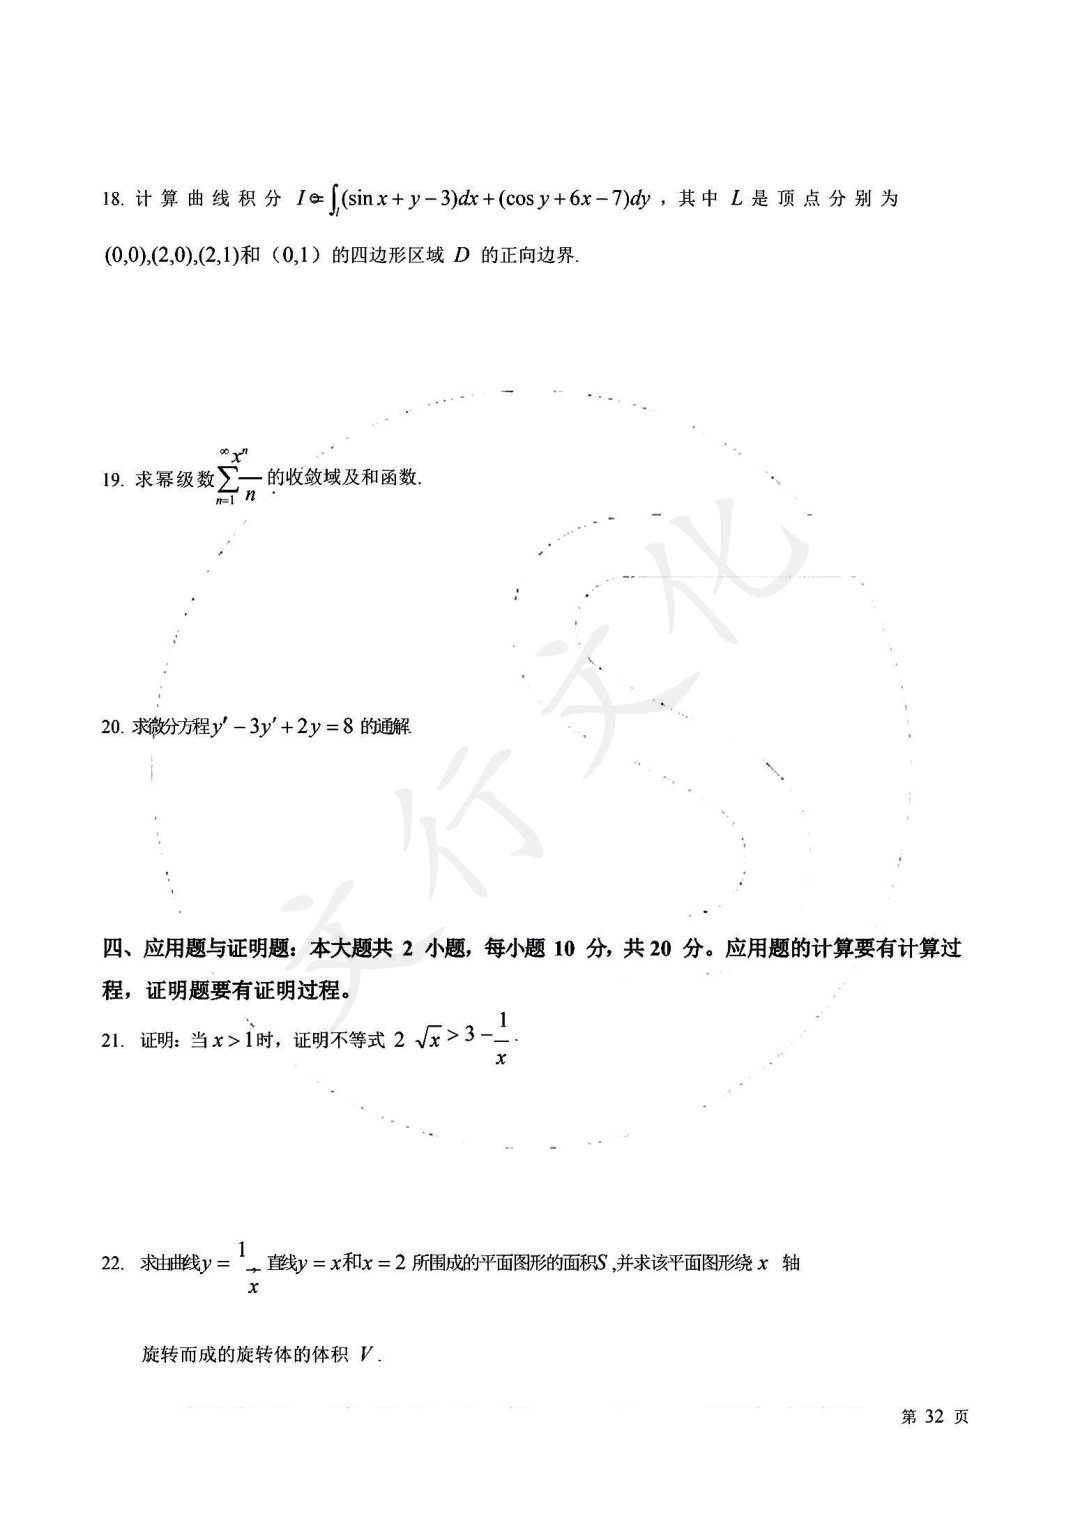 18. 计算曲线积分 I = ∫_l (sin x + y − 3)dx + (cos y + 6x − 7)dy ，其中 L 是顶点分别为
(0,0),(2,0),(2,1)和（0,1）的四边形区域 D 的正向边界.
19. 求幂级数 ∑_{n=1}^{∞} x^n/n 的收敛域及和函数.
20. 求微分方程y″ − 3y′ + 2y = 8 的通解.
四、应用题与证明题：本大题共 2 小题，每小题 10 分，共 20 分。应用题的计算要有计算过
程，证明题要有证明过程。
21. 证明：当 x > 1时，证明不等式 2 √x > 3 − 1/x .
22. 求由曲线y = 1/x ，直线y = x和x = 2 所围成的平面图形的面积S ,并求该平面图形绕 x 轴
旋转而成的旋转体的体积 V .
第 32 页
文行文化